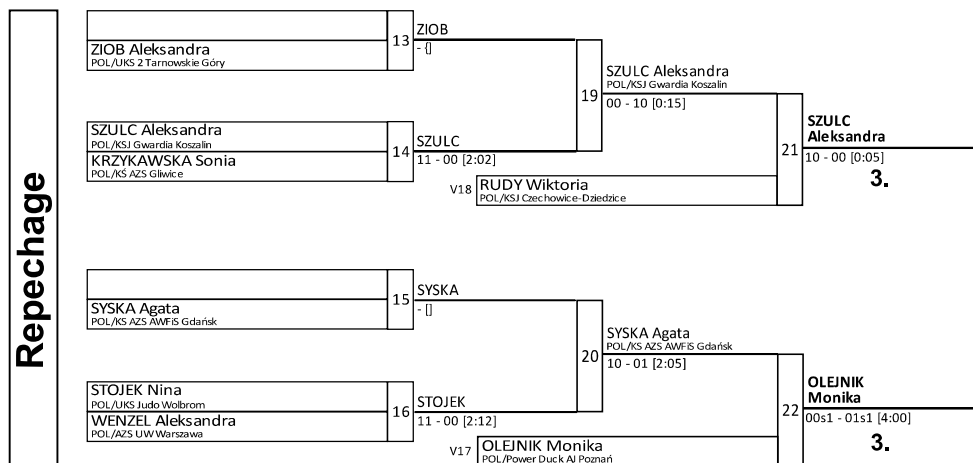 Repechage
ZIOB Aleksandra
POL/UKS 2 Tarnowskie Góry
13
ZIOB
- {]
SZULC Aleksandra
POL/KSJ Gwardia Koszalin
KRZYKAWSKA Sonia
POL/KŚ AZS Gliwice
14
SZULC
11 - 00 [2:02]
19
SZULC Aleksandra
POL/KSJ Gwardia Koszalin
00 - 10 [0:15]
V18
RUDY Wiktoria
POL/KSJ Czechowice-Dziedzice
21
SZULC
Aleksandra
10 - 00 [0:05]
3.
SYSKA Agata
POL/KS AZS AWFiS Gdańsk
15
SYSKA
- []
STOJEK Nina
POL/UKS Judo Wolbrom
WENZEL Aleksandra
POL/AZS UW Warszawa
16
STOJEK
11 - 00 [2:12]
20
SYSKA Agata
POL/KS AZS AWFiS Gdańsk
10 - 01 [2:05]
V17
OLEJNIK Monika
POL/Power Duck AJ Poznań
22
OLEJNIK
Monika
00s1 - 01s1 [4:00]
3.